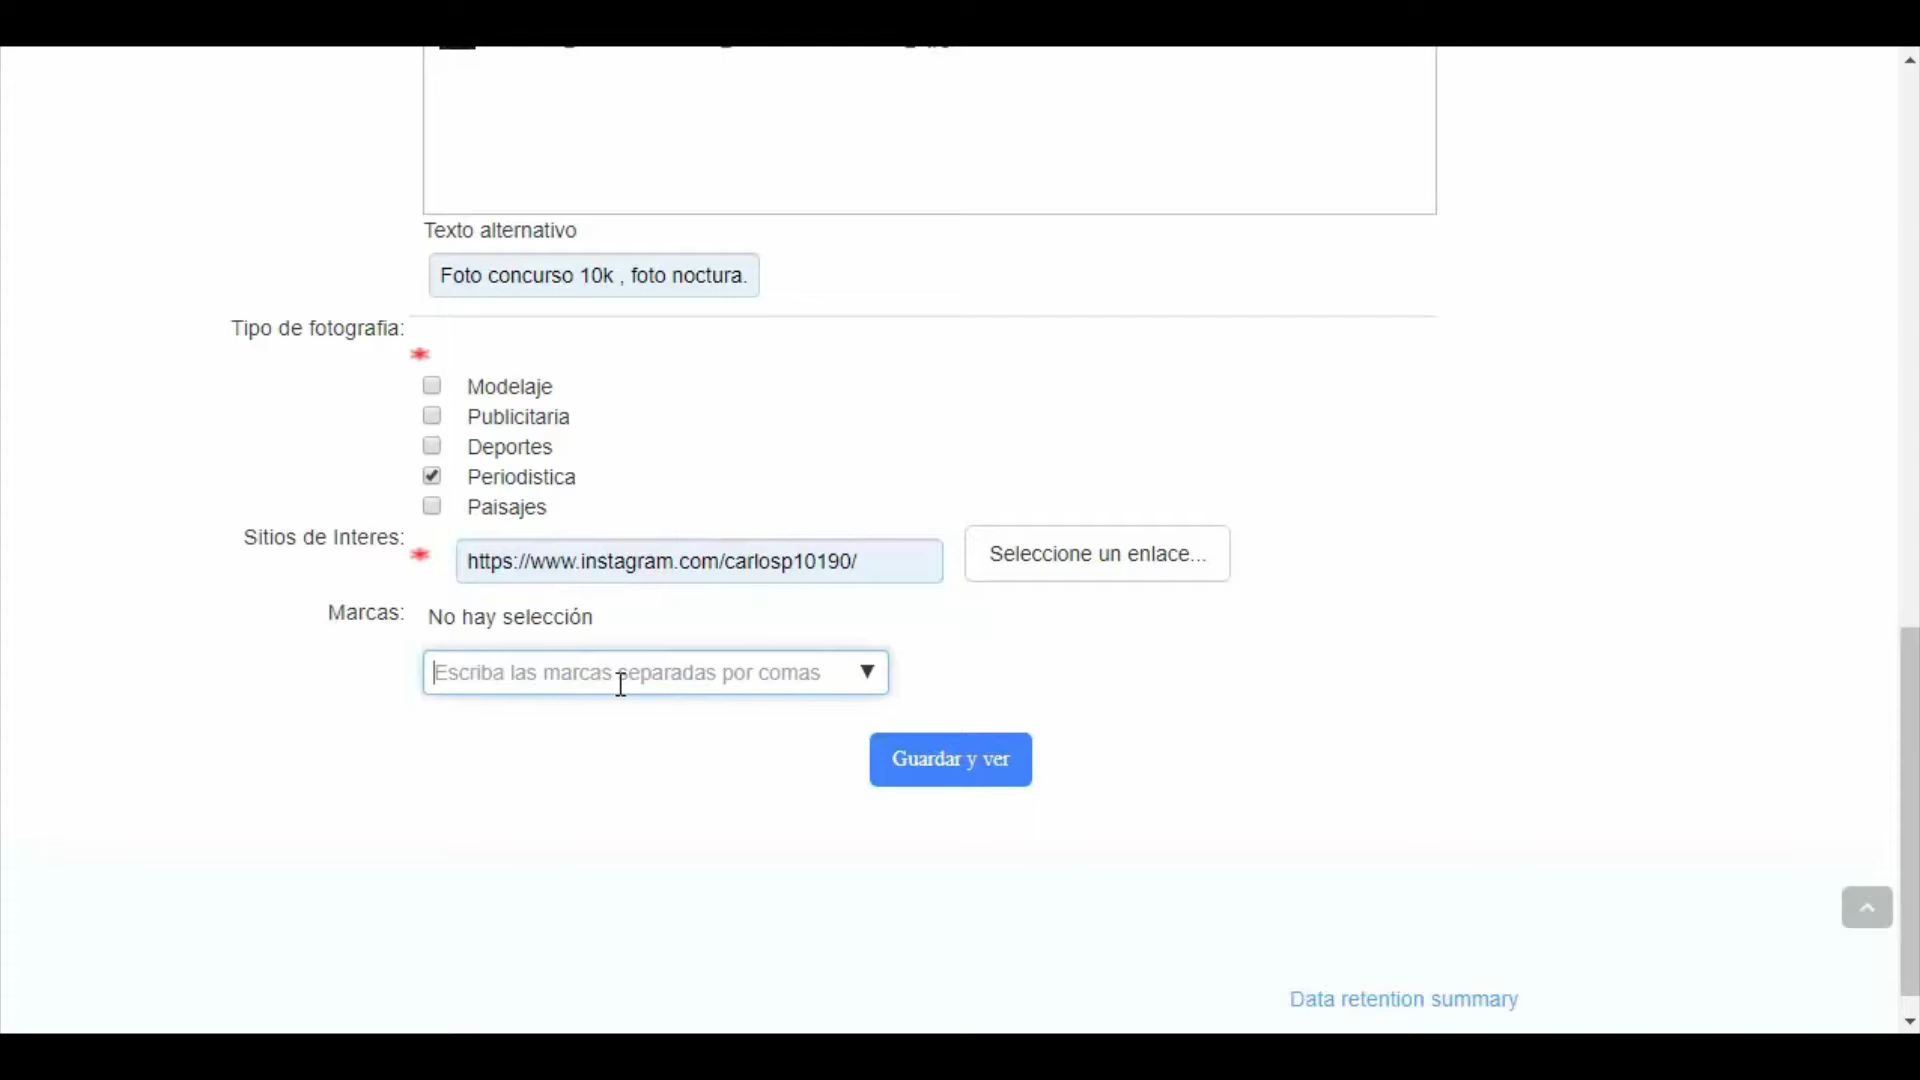 Texto alternativo
Foto concurso 10k , foto noctura.
Tipo de fotografia:
Modelaje
Publicitaria
Deportes
Periodistica
Paisajes
Sitios de Interes:
https://www.instagram.com/carlosp10190/
Seleccione un enlace...
Marcas:
No hay selección
Escriba las marcas separadas por comas
Guardar y ver
Data retention summary